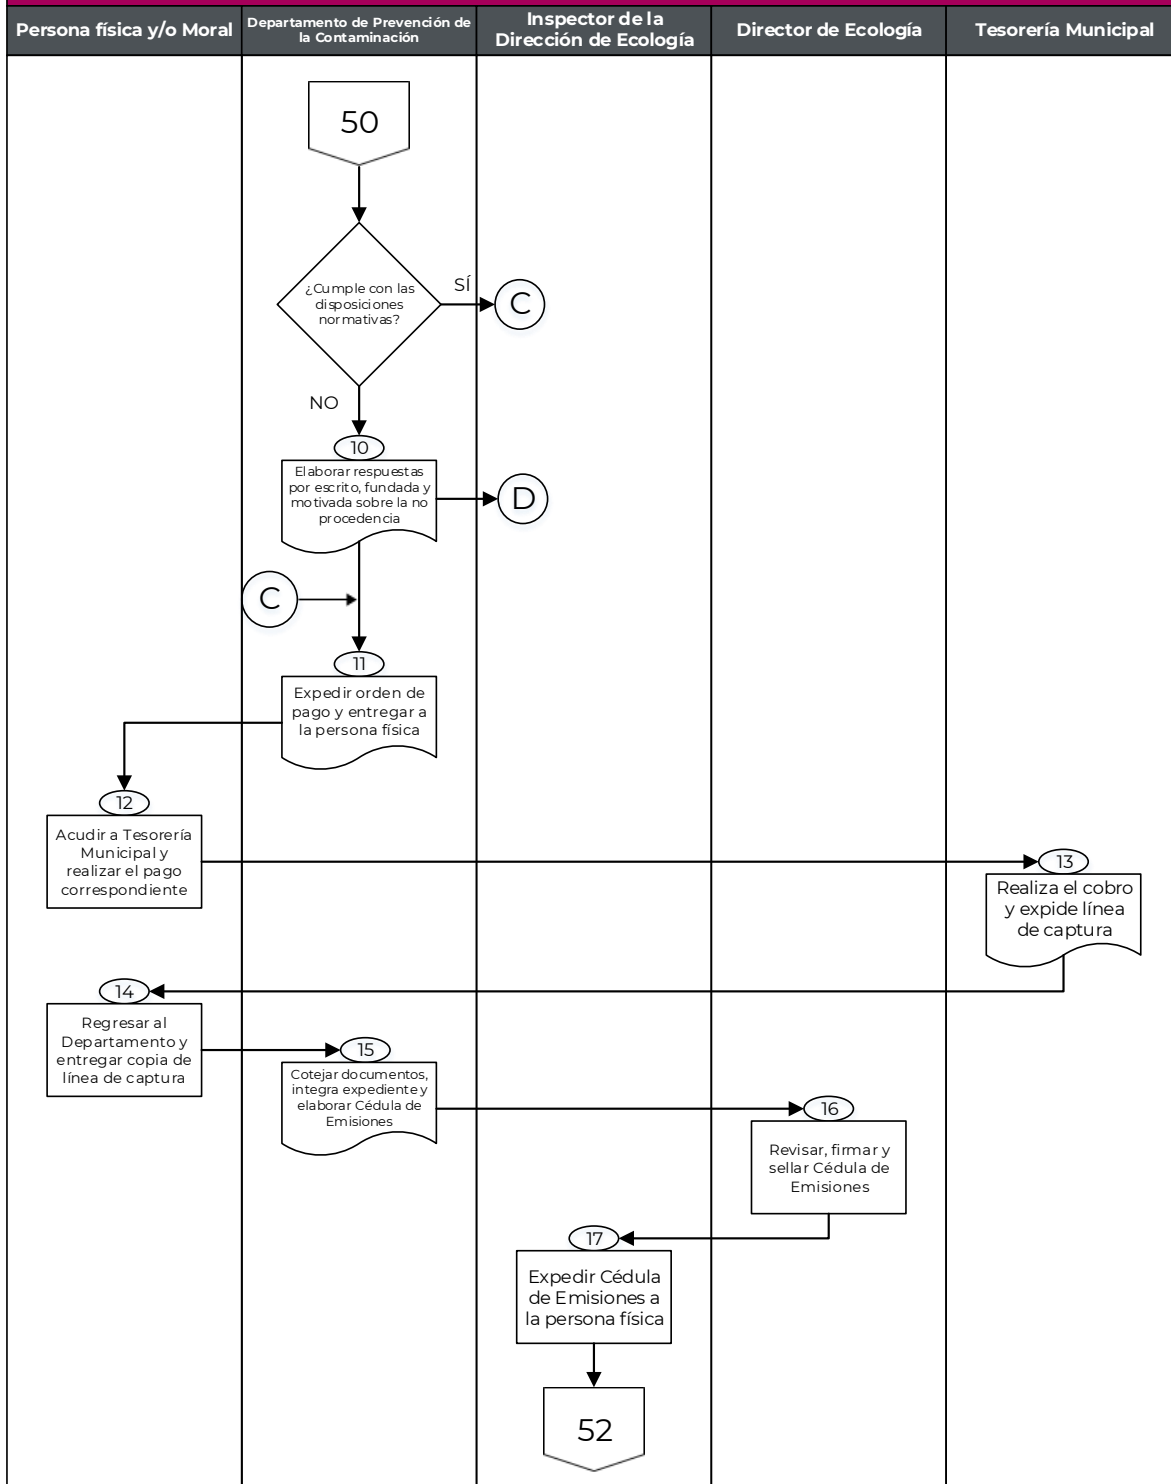 Persona física y/o Moral
Departamento de Prevención de
la Contaminación
Inspector de la
Dirección de Ecología
Director de Ecología
Tesorería Municipal
50
¿Cumple con las
disposiciones
normativas?
SÍ
C
NO
10
Elaborar respuestas
por escrito, fundada y
motivada sobre la no
procedencia
D
C
11
Expedir orden de
pago y entregar a
la persona física
12
Acudir a Tesorería
Municipal y
realizar el pago
correspondiente
13
Realiza el cobro
y expide línea
de captura
14
Regresar al
Departamento y
entregar copia de
línea de captura
15
Cotejar documentos,
integra expediente y
elaborar Cédula de
Emisiones
16
Revisar, firmar y
sellar Cédula de
Emisiones
17
Expedir Cédula
de Emisiones a
la persona física
52